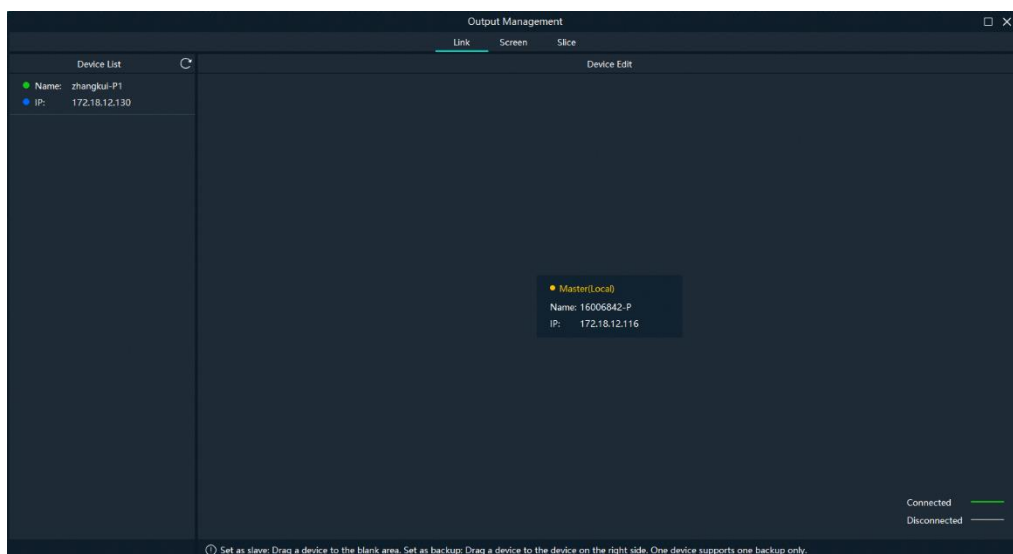 Output Management
Link Screen Slice
Device List
Device Edit
Name: zhangkui-P1
IP: 172.18.12.130
Master(Local)
Name: 16006842-P
IP: 172.18.12.116
Connected
Disconnected
Set as slave: Drag a device to the blank area. Set as backup: Drag a device to the device on the right side. One device supports one backup only.